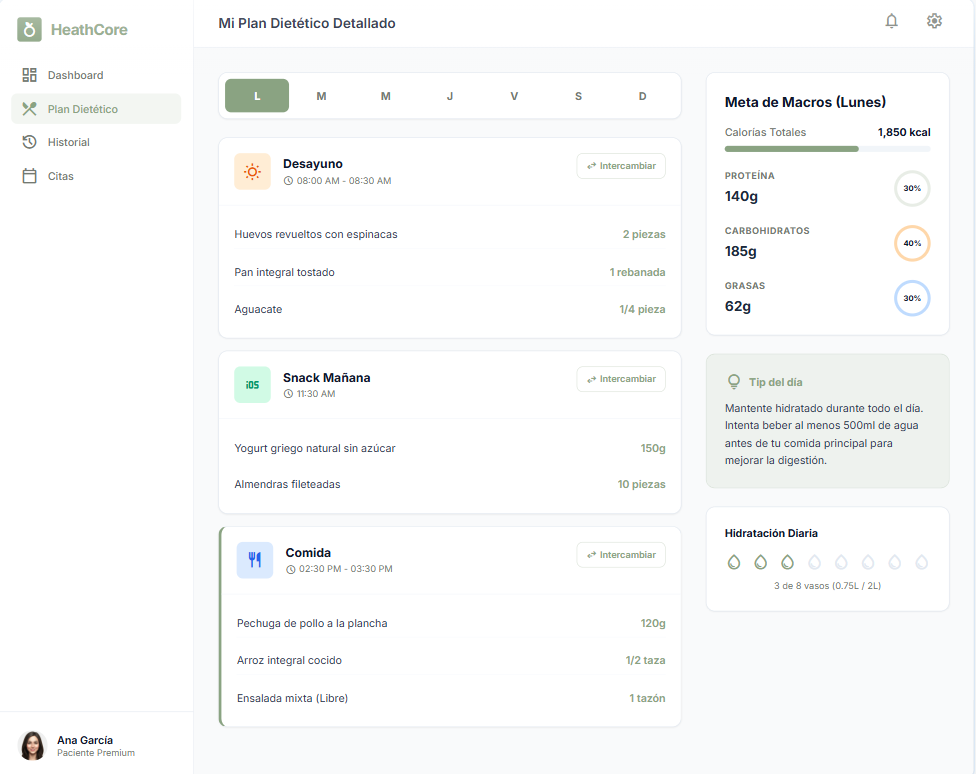 HeathCore
Dashboard
Plan Dietético
Historial
Citas
Ana García
Paciente Premium
Mi Plan Dietético Detallado
L M M J V S D
Desayuno
08:00 AM - 08:30 AM
Intercambiar
Huevos revueltos con espinacas 2 piezas
Pan integral tostado 1 rebanada
Aguacate 1/4 pieza
iOS
Snack Mañana
11:30 AM
Intercambiar
Yogurt griego natural sin azúcar 150g
Almendras fileteadas 10 piezas
Comida
02:30 PM - 03:30 PM
Intercambiar
Pechuga de pollo a la plancha 120g
Arroz integral cocido 1/2 taza
Ensalada mixta (Libre) 1 tazón
Meta de Macros (Lunes)
Calorías Totales 1,850 kcal
PROTEÍNA
140g
30%
CARBOHIDRATOS
185g
40%
GRASAS
62g
30%
Tip del día
Mantente hidratado durante todo el día.
Intenta beber al menos 500ml de agua
antes de tu comida principal para
mejorar la digestión.
Hidratación Diaria
3 de 8 vasos (0.75L / 2L)